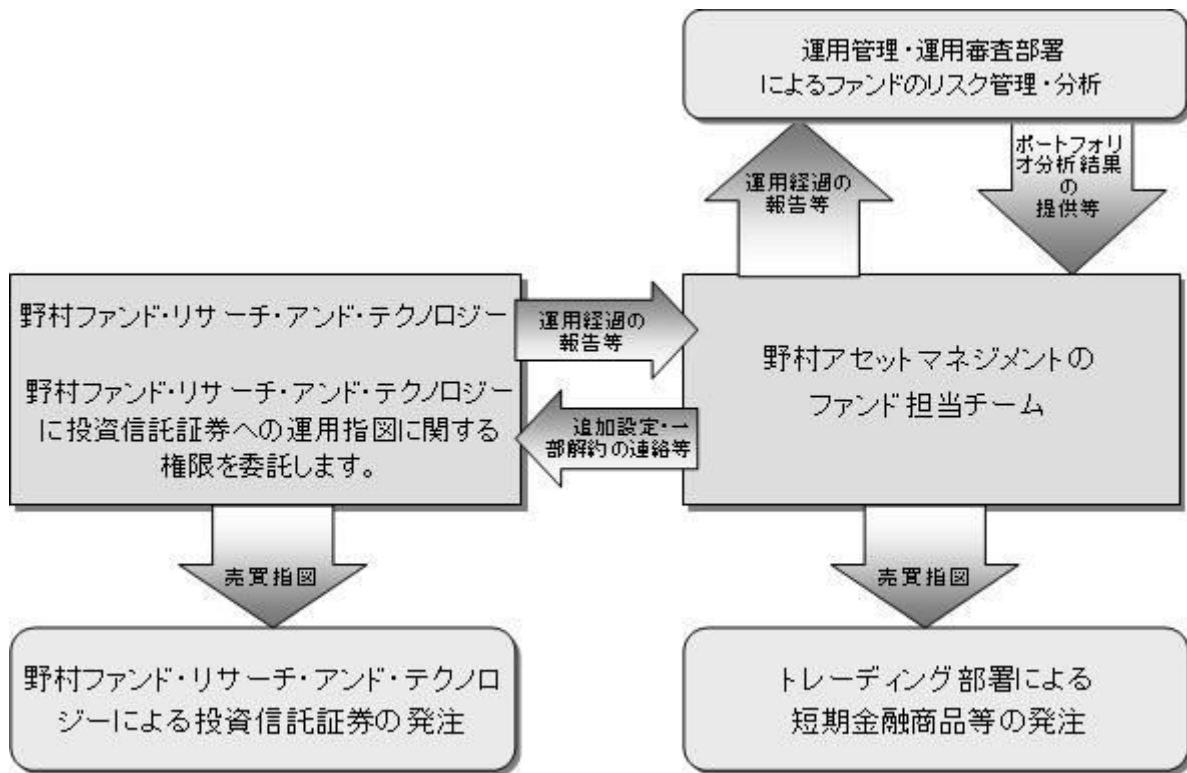 運用管理・運用審査部署
によるファンドのリスク管理・分析
運用経過の
報告等
ポートフォリ
オ分析結果
の
提供等
野村ファンド・リサーチ・アンド・テクノロジー
野村ファンド・リサーチ・アンド・テクノロジー
に投資信託証券への運用指図に関する
権限を委託します。
運用経過の
報告等
追加設定・一
部解約の連絡等
野村アセットマネジメントの
ファンド担当チーム
売買指図
売買指図
野村ファンド・リサーチ・アンド・テクノロ
ジーによる投資信託証券の発注
トレーディング部署による
短期金融商品等の発注